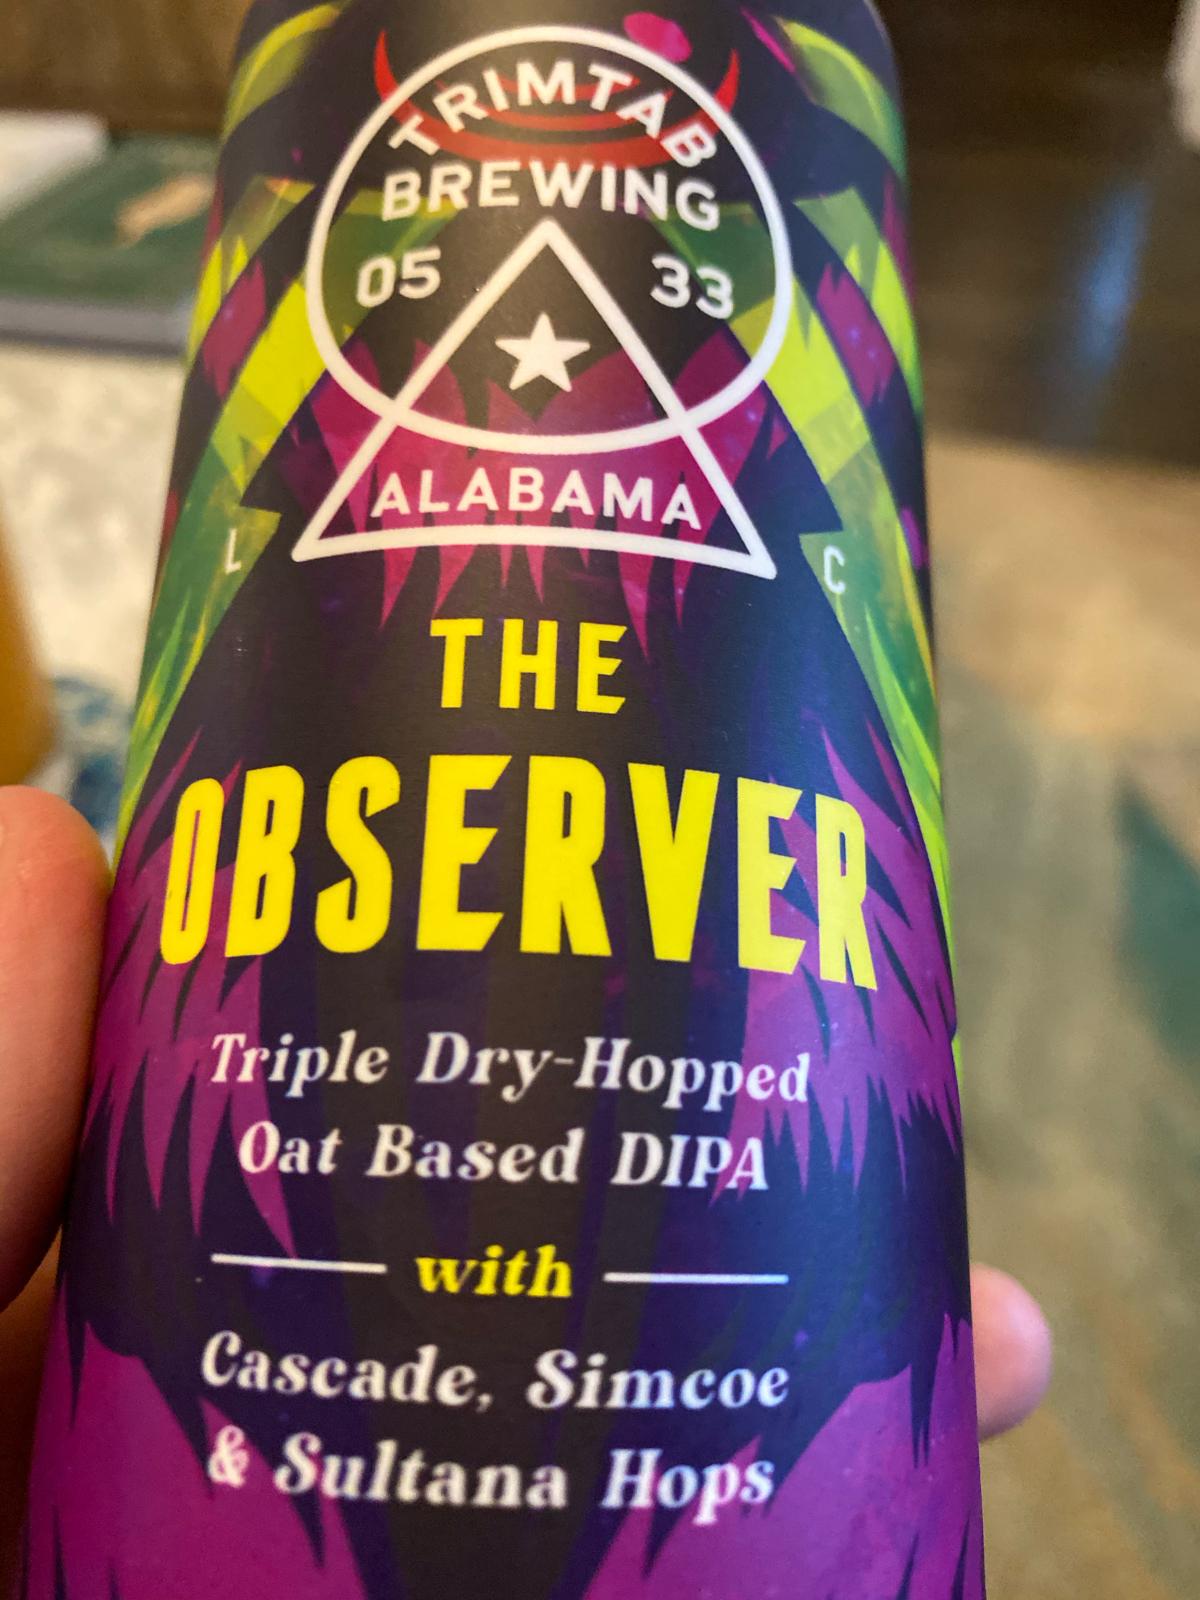 TRIMTAB
BREWING
05 33
ALABAMA
L C
THE
OBSERVER
Triple Dry-Hopped
Oat Based DIPA
with
Cascade, Simcoe
& Sultana Hops